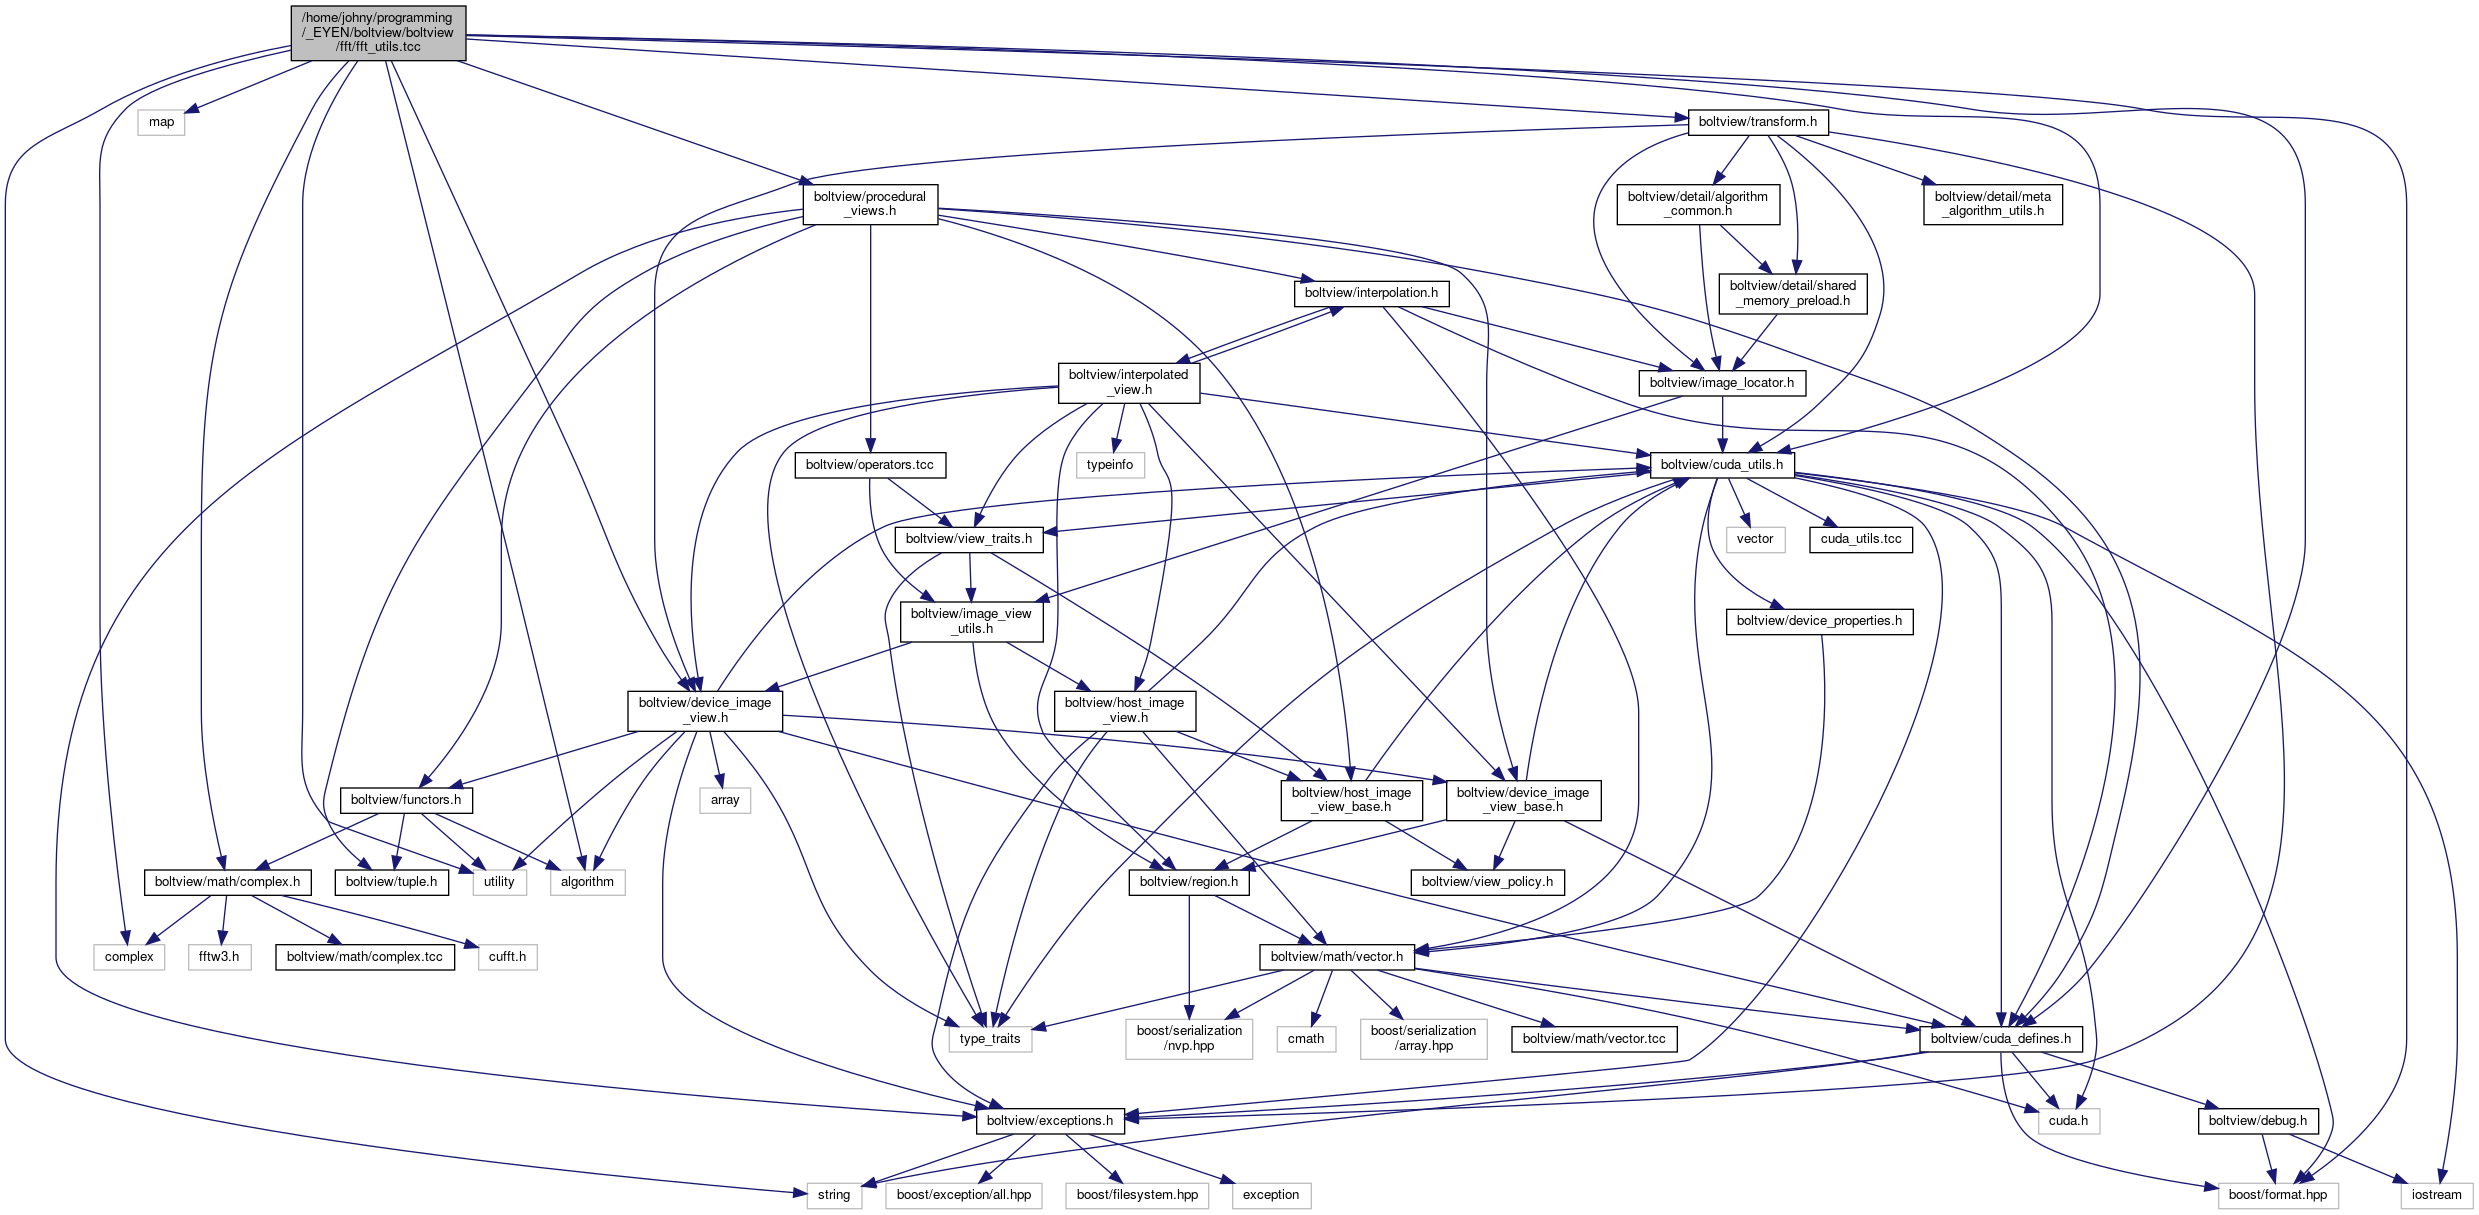 /home/johny/programming
/_EYEN/boltview/boltview
/fft/fft_utils.tcc
map
boltview/transform.h
boltview/procedural
_views.h
boltview/detail/algorithm
_common.h
boltview/detail/meta
_algorithm_utils.h
boltview/interpolation.h
boltview/detail/shared
_memory_preload.h
boltview/interpolated
_view.h
boltview/image_locator.h
boltview/operators.tcc
typeinfo
boltview/cuda_utils.h
boltview/view_traits.h
vector
cuda_utils.tcc
boltview/image_view
_utils.h
boltview/device_properties.h
boltview/device_image
_view.h
boltview/host_image
_view.h
boltview/functors.h
array
boltview/host_image
_view_base.h
boltview/device_image
_view_base.h
boltview/math/complex.h
boltview/tuple.h
utility
algorithm
boltview/region.h
boltview/view_policy.h
complex
fftw3.h
boltview/math/complex.tcc
cufft.h
boltview/math/vector.h
type_traits
boost/serialization
/nvp.hpp
cmath
boost/serialization
/array.hpp
boltview/math/vector.tcc
boltview/cuda_defines.h
boltview/exceptions.h
cuda.h
boltview/debug.h
string
boost/exception/all.hpp
boost/filesystem.hpp
exception
boost/format.hpp
iostream